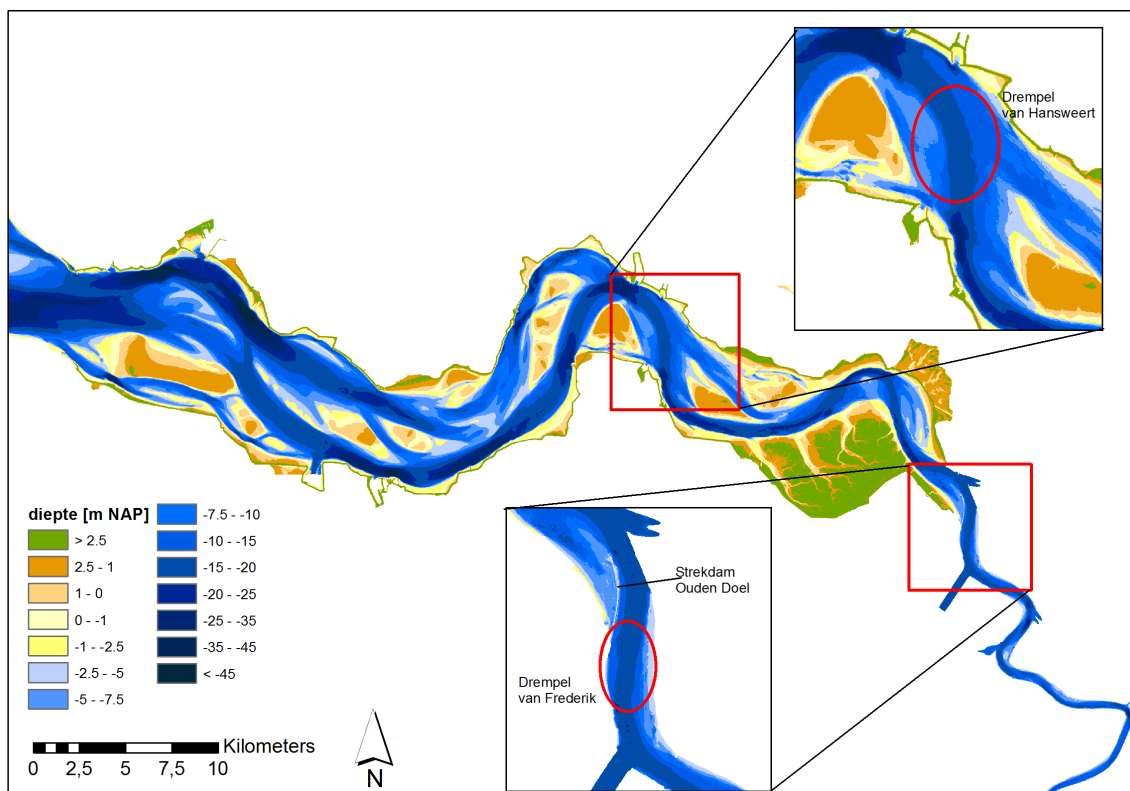 Drempel
van Hansweert
Strekdam
Ouden Doel
Drempel
van Frederik
diepte [m NAP]
> 2.5
2.5 - 1
1 - 0
0 - -1
-1 - -2.5
-2.5 - -5
-5 - -7.5
-7.5 - -10
-10 - -15
-15 - -20
-20 - -25
-25 - -35
-35 - -45
< -45
Kilometers
0 2,5 5 7,5 10
N